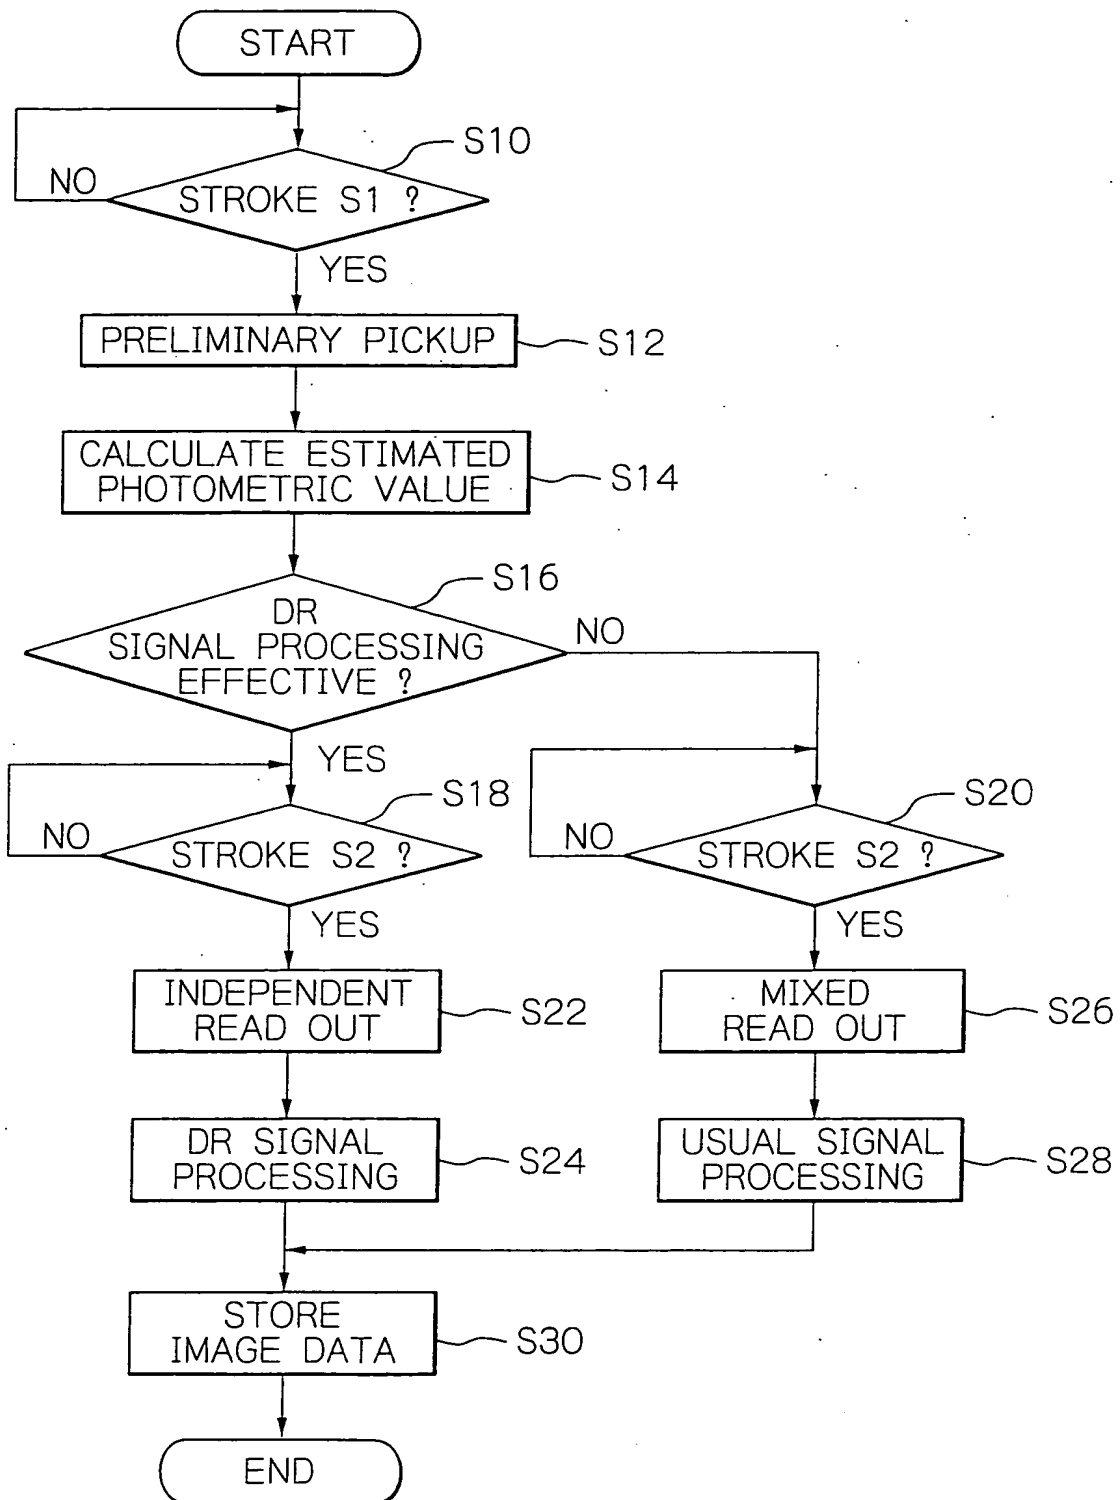 START
S10
NO
STROKE S1 ?
YES
PRELIMINARY PICKUP
S12
CALCULATE ESTIMATED
PHOTOMETRIC VALUE
S14
S16
DR
SIGNAL PROCESSING
EFFECTIVE ?
NO
YES
S18
NO
STROKE S2 ?
YES
S20
NO
STROKE S2 ?
YES
INDEPENDENT
READ OUT
S22
MIXED
READ OUT
S26
DR SIGNAL
PROCESSING
S24
USUAL SIGNAL
PROCESSING
S28
STORE
IMAGE DATA
S30
END